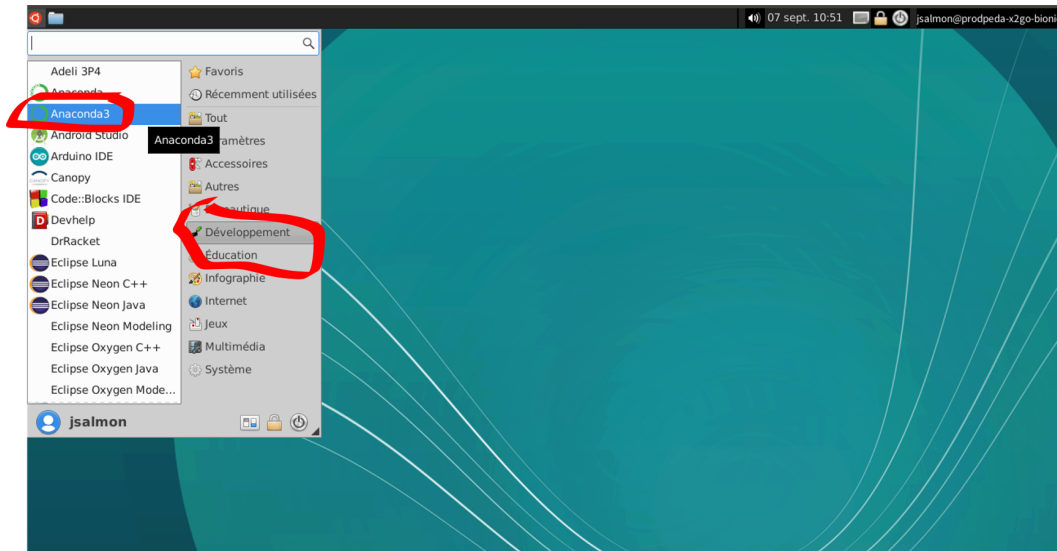 07 sept. 10:51
jsalmon@prodpeda-x2go-bioni
Adeli 3P4
Anaconda
Anaconda3
Android Studio
Arduino IDE
Canopy
Code::Blocks IDE
Devhelp
DrRacket
Eclipse Luna
Eclipse Neon C++
Eclipse Neon Java
Eclipse Neon Modeling
Eclipse Oxygen C++
Eclipse Oxygen Java
Eclipse Oxygen Mode...
Anaconda3
Favoris
Récemment utilisées
Tout
ramètres
Accessoires
Autres
Développement
Éducation
Infographie
Internet
Jeux
Multimédia
Système
jsalmon